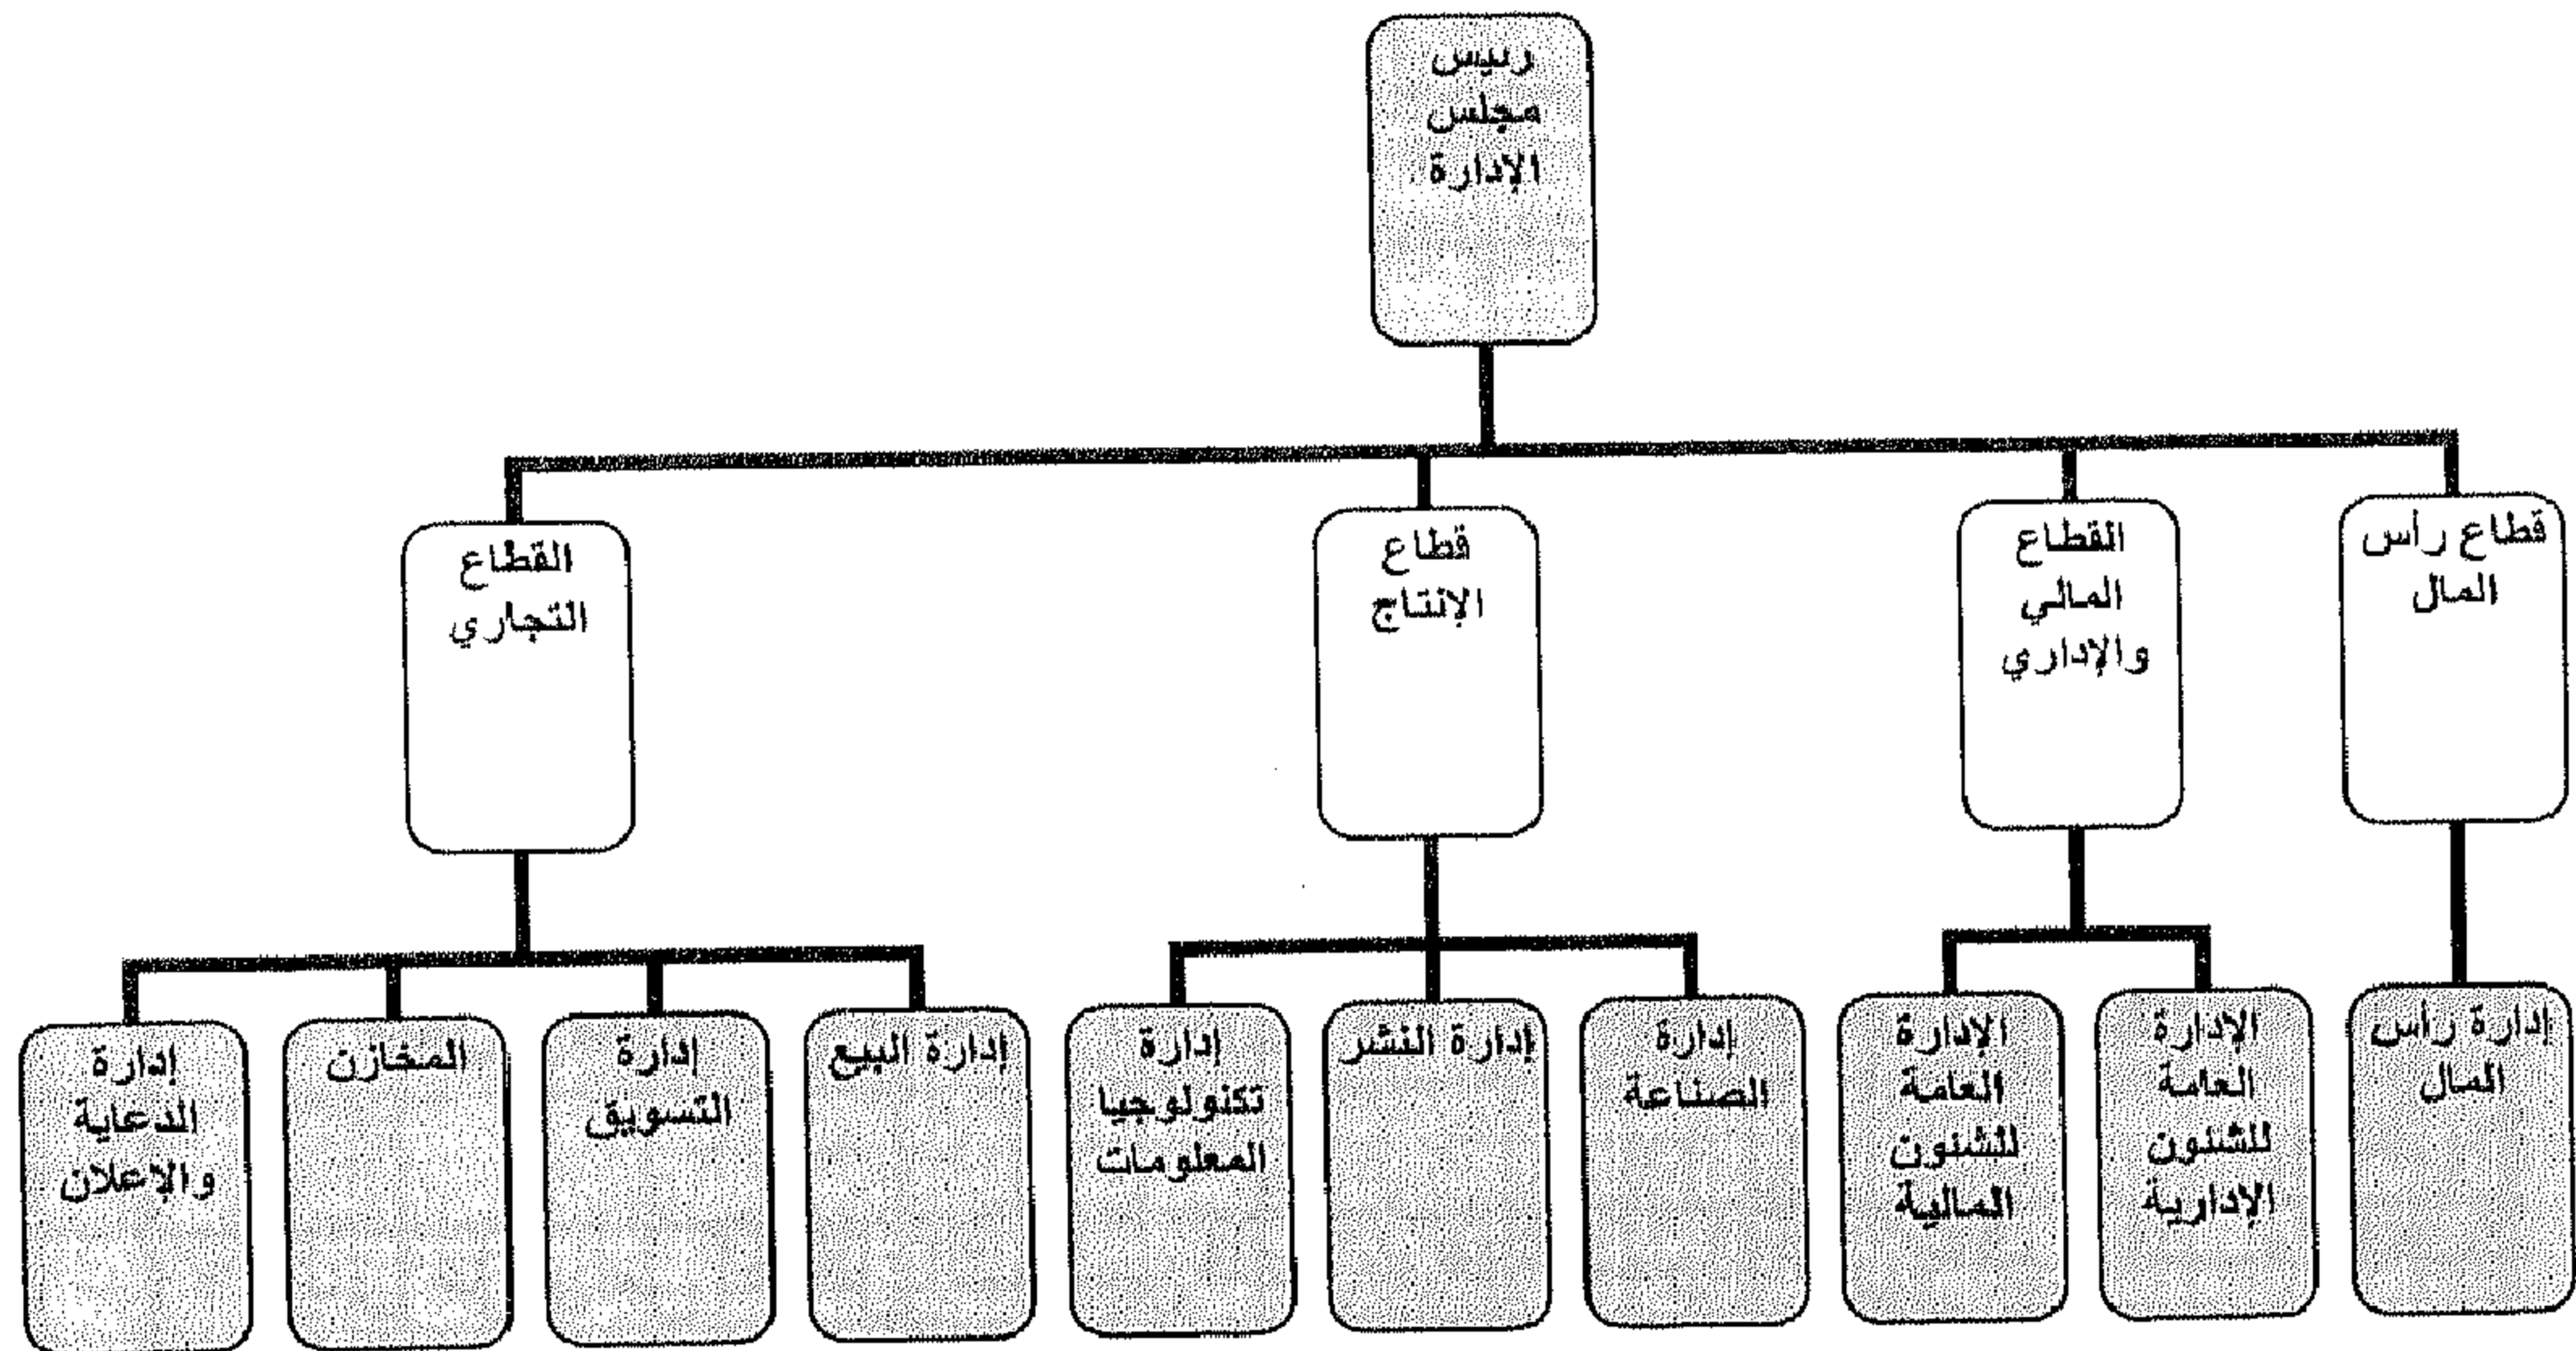 رئيس
مجلس
الإدارة
قطاع رأس
المال
القطاع
المالي
والإداري
قطاع
الإنتاج
القطاع
التجاري
إدارة رأس
المال
الإدارة
العامة
للشئون
الإدارية
الإدارة
العامة
للشئون
المالية
إدارة
الصناعة
إدارة النشر
إدارة
تكنولوجيا
المعلومات
إدارة البيع
إدارة
التسويق
المخازن
إدارة
الدعاية
والإعلان